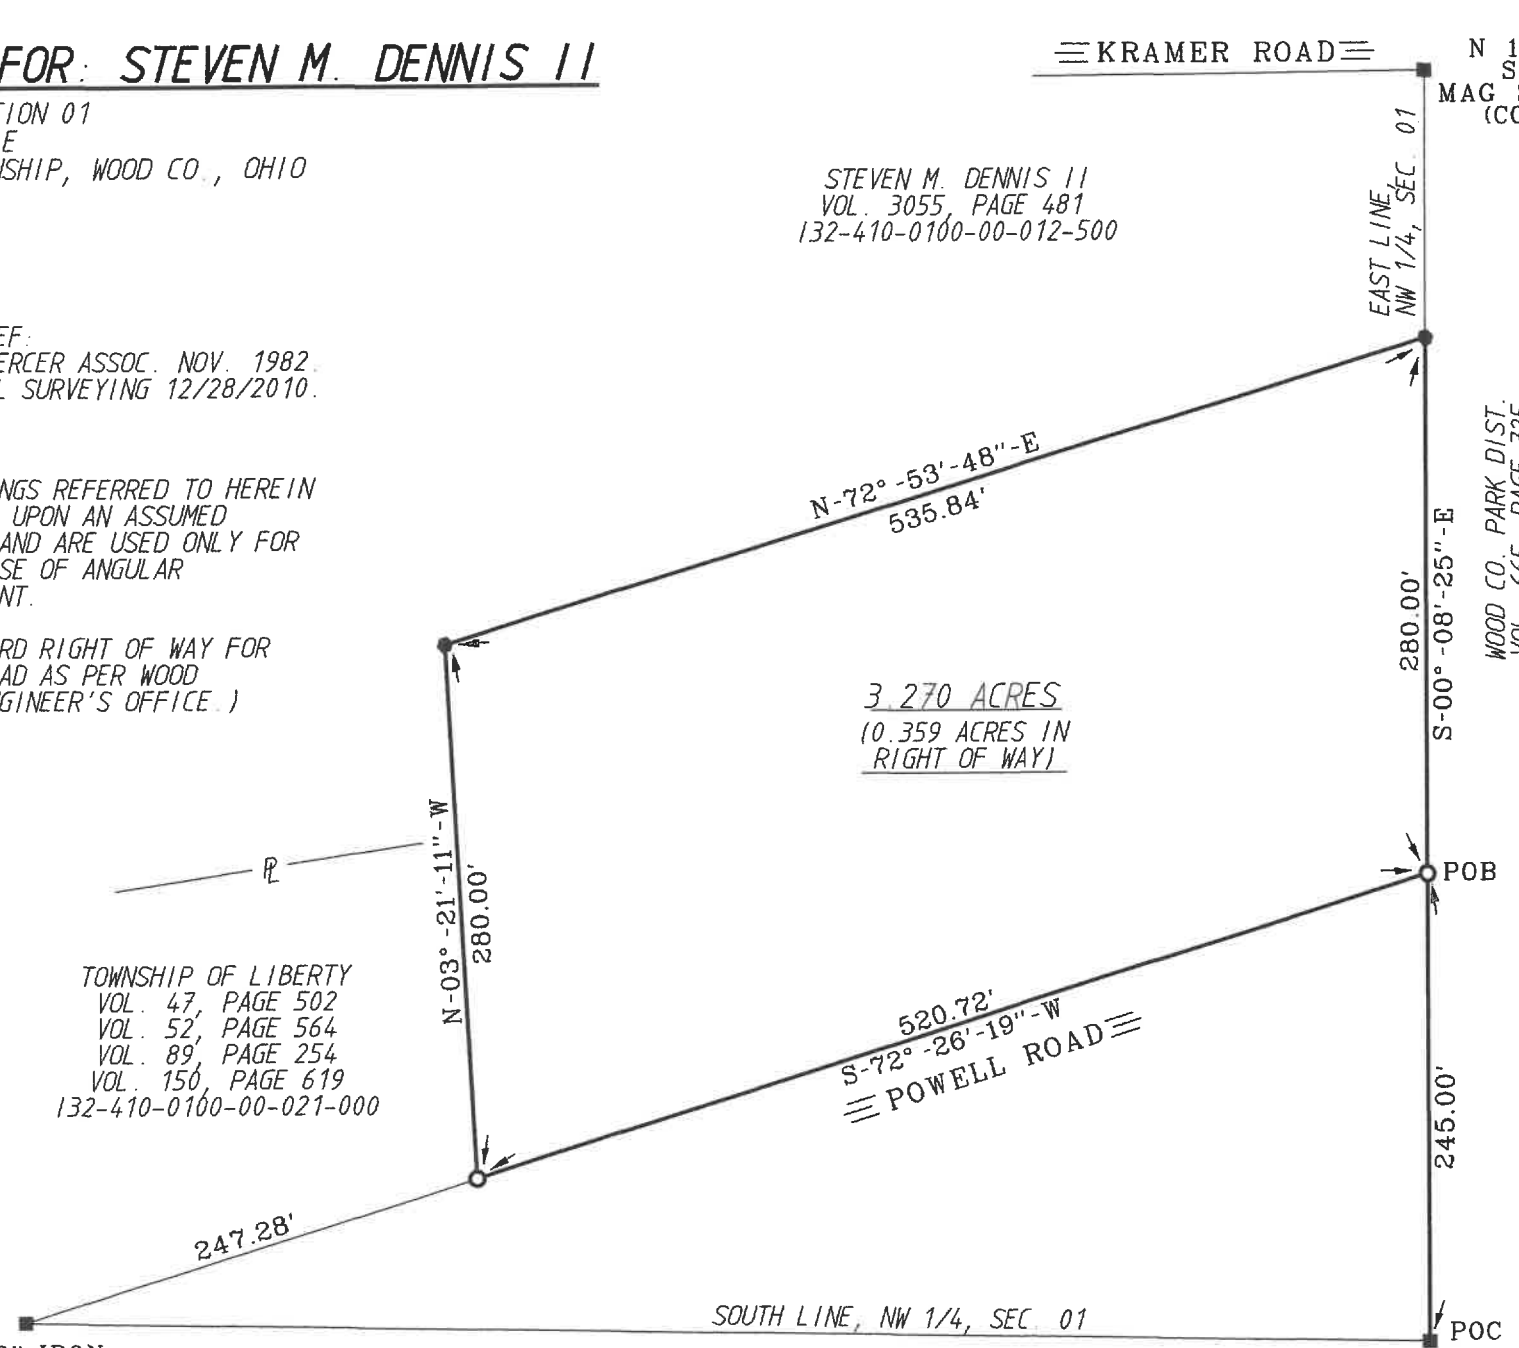 FOR: STEVEN M. DENNIS II
TION 01
E
NSHIP, WOOD CO., OHIO
KRAMER ROAD
N 1
S
MAG
(CO
EAST LINE,
NW 1/4, SEC. 01
STEVEN M. DENNIS II
VOL. 3055, PAGE 481
132-410-0100-00-012-500
EF:
ERCER ASSOC. NOV. 1982.
L SURVEYING 12/28/2010.
NGS REFERRED TO HEREIN
UPON AN ASSUMED
AND ARE USED ONLY FOR
SE OF ANGULAR
NT.
RD RIGHT OF WAY FOR
AD AS PER WOOD
GINEER'S OFFICE.)
N-72°-53'-48"-E
535.84'
WOOD CO. PARK DIST.
280.00'
S-00°-08'-25"-E
3.270 ACRES
(0.359 ACRES IN
RIGHT OF WAY)
N-03°-21'-11"-W
280.00'
PL
POB
TOWNSHIP OF LIBERTY
VOL. 47, PAGE 502
VOL. 52, PAGE 564
VOL. 89, PAGE 254
VOL. 150, PAGE 619
132-410-0100-00-021-000
520.72'
S-72°-26'-19"-W
POWELL ROAD
245.00'
247.28'
SOUTH LINE, NW 1/4, SEC. 01
POC